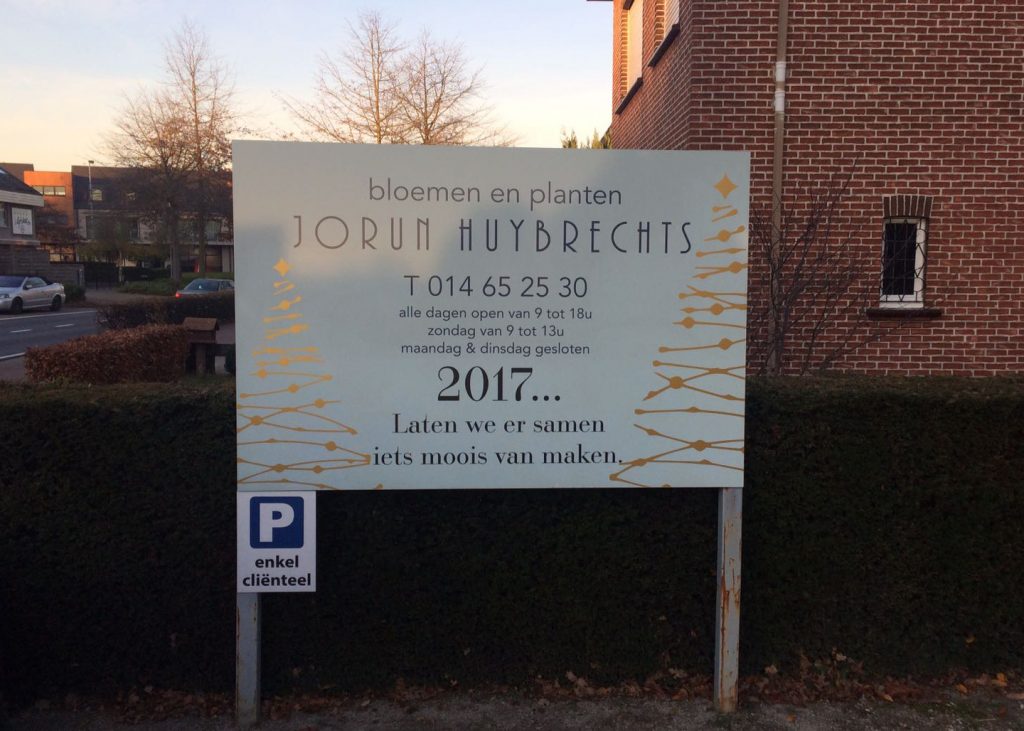 bloemen en planten
JORUN HUYBRECHTS
T 014 65 25 30
alle dagen open van 9 tot 18u
zondag van 9 tot 13u
maandag & dinsdag gesloten
2017...
Laten we er samen
iets moois van maken.
P
enkel
cliënteel